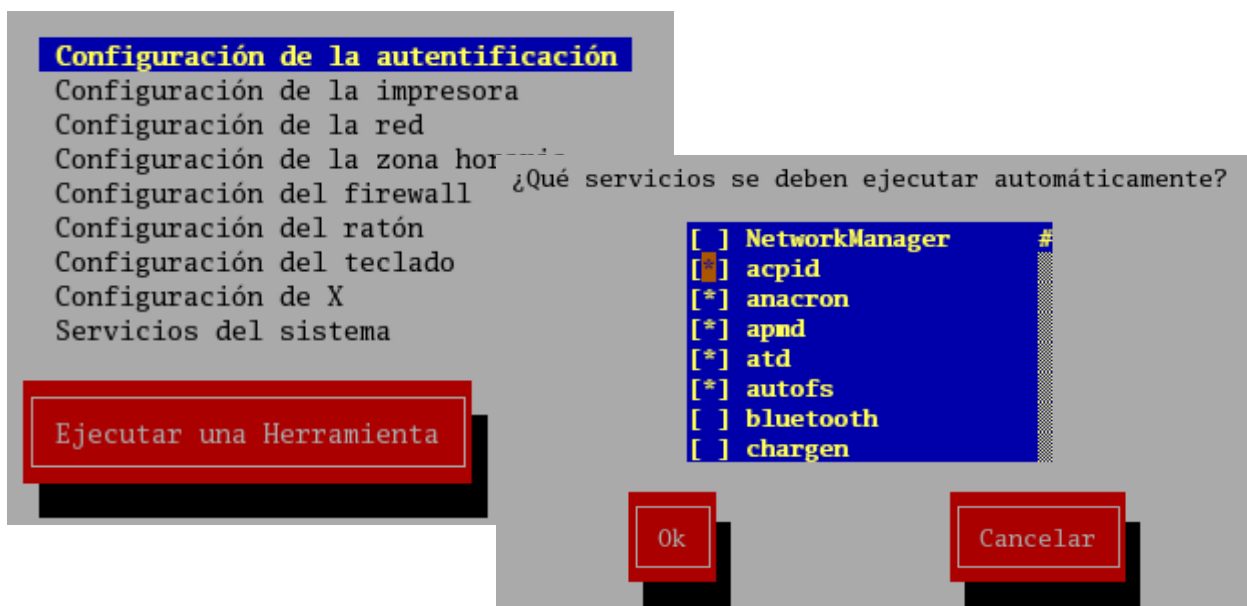 Configuración de la autentificación
Configuración de la impresora
Configuración de la red
Configuración de la zona
Configuración del firewall
Configuración del ratón
Configuración del teclado
Configuración de X
Servicios del sistema
Ejecutar una Herramienta
¿Qué servicios se deben ejecutar automáticamente?
[ ] NetworkManager #
[*] acpid
[*] anacron
[*] apmd
[*] atd
[*] autofs
[ ] bluetooth
[ ] chargen
Ok
Cancelar